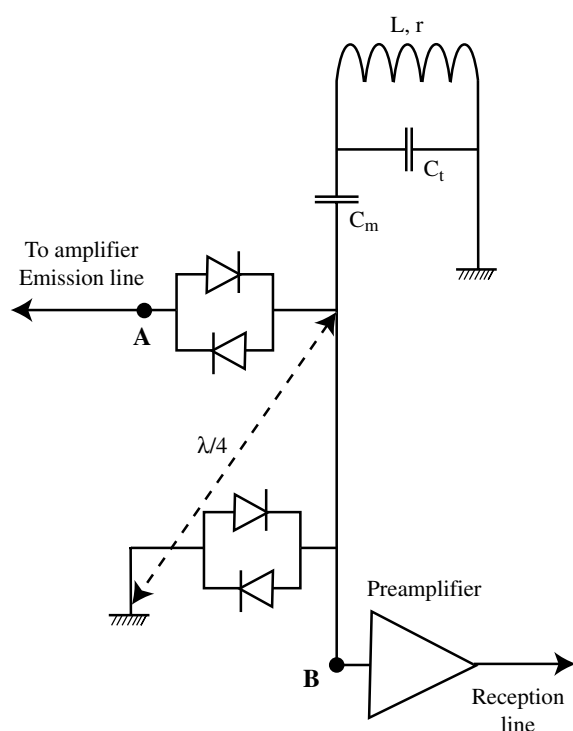 L, r
C_t
C_m
To amplifier
Emission line
A
λ/4
Preamplifier
B
Reception
line